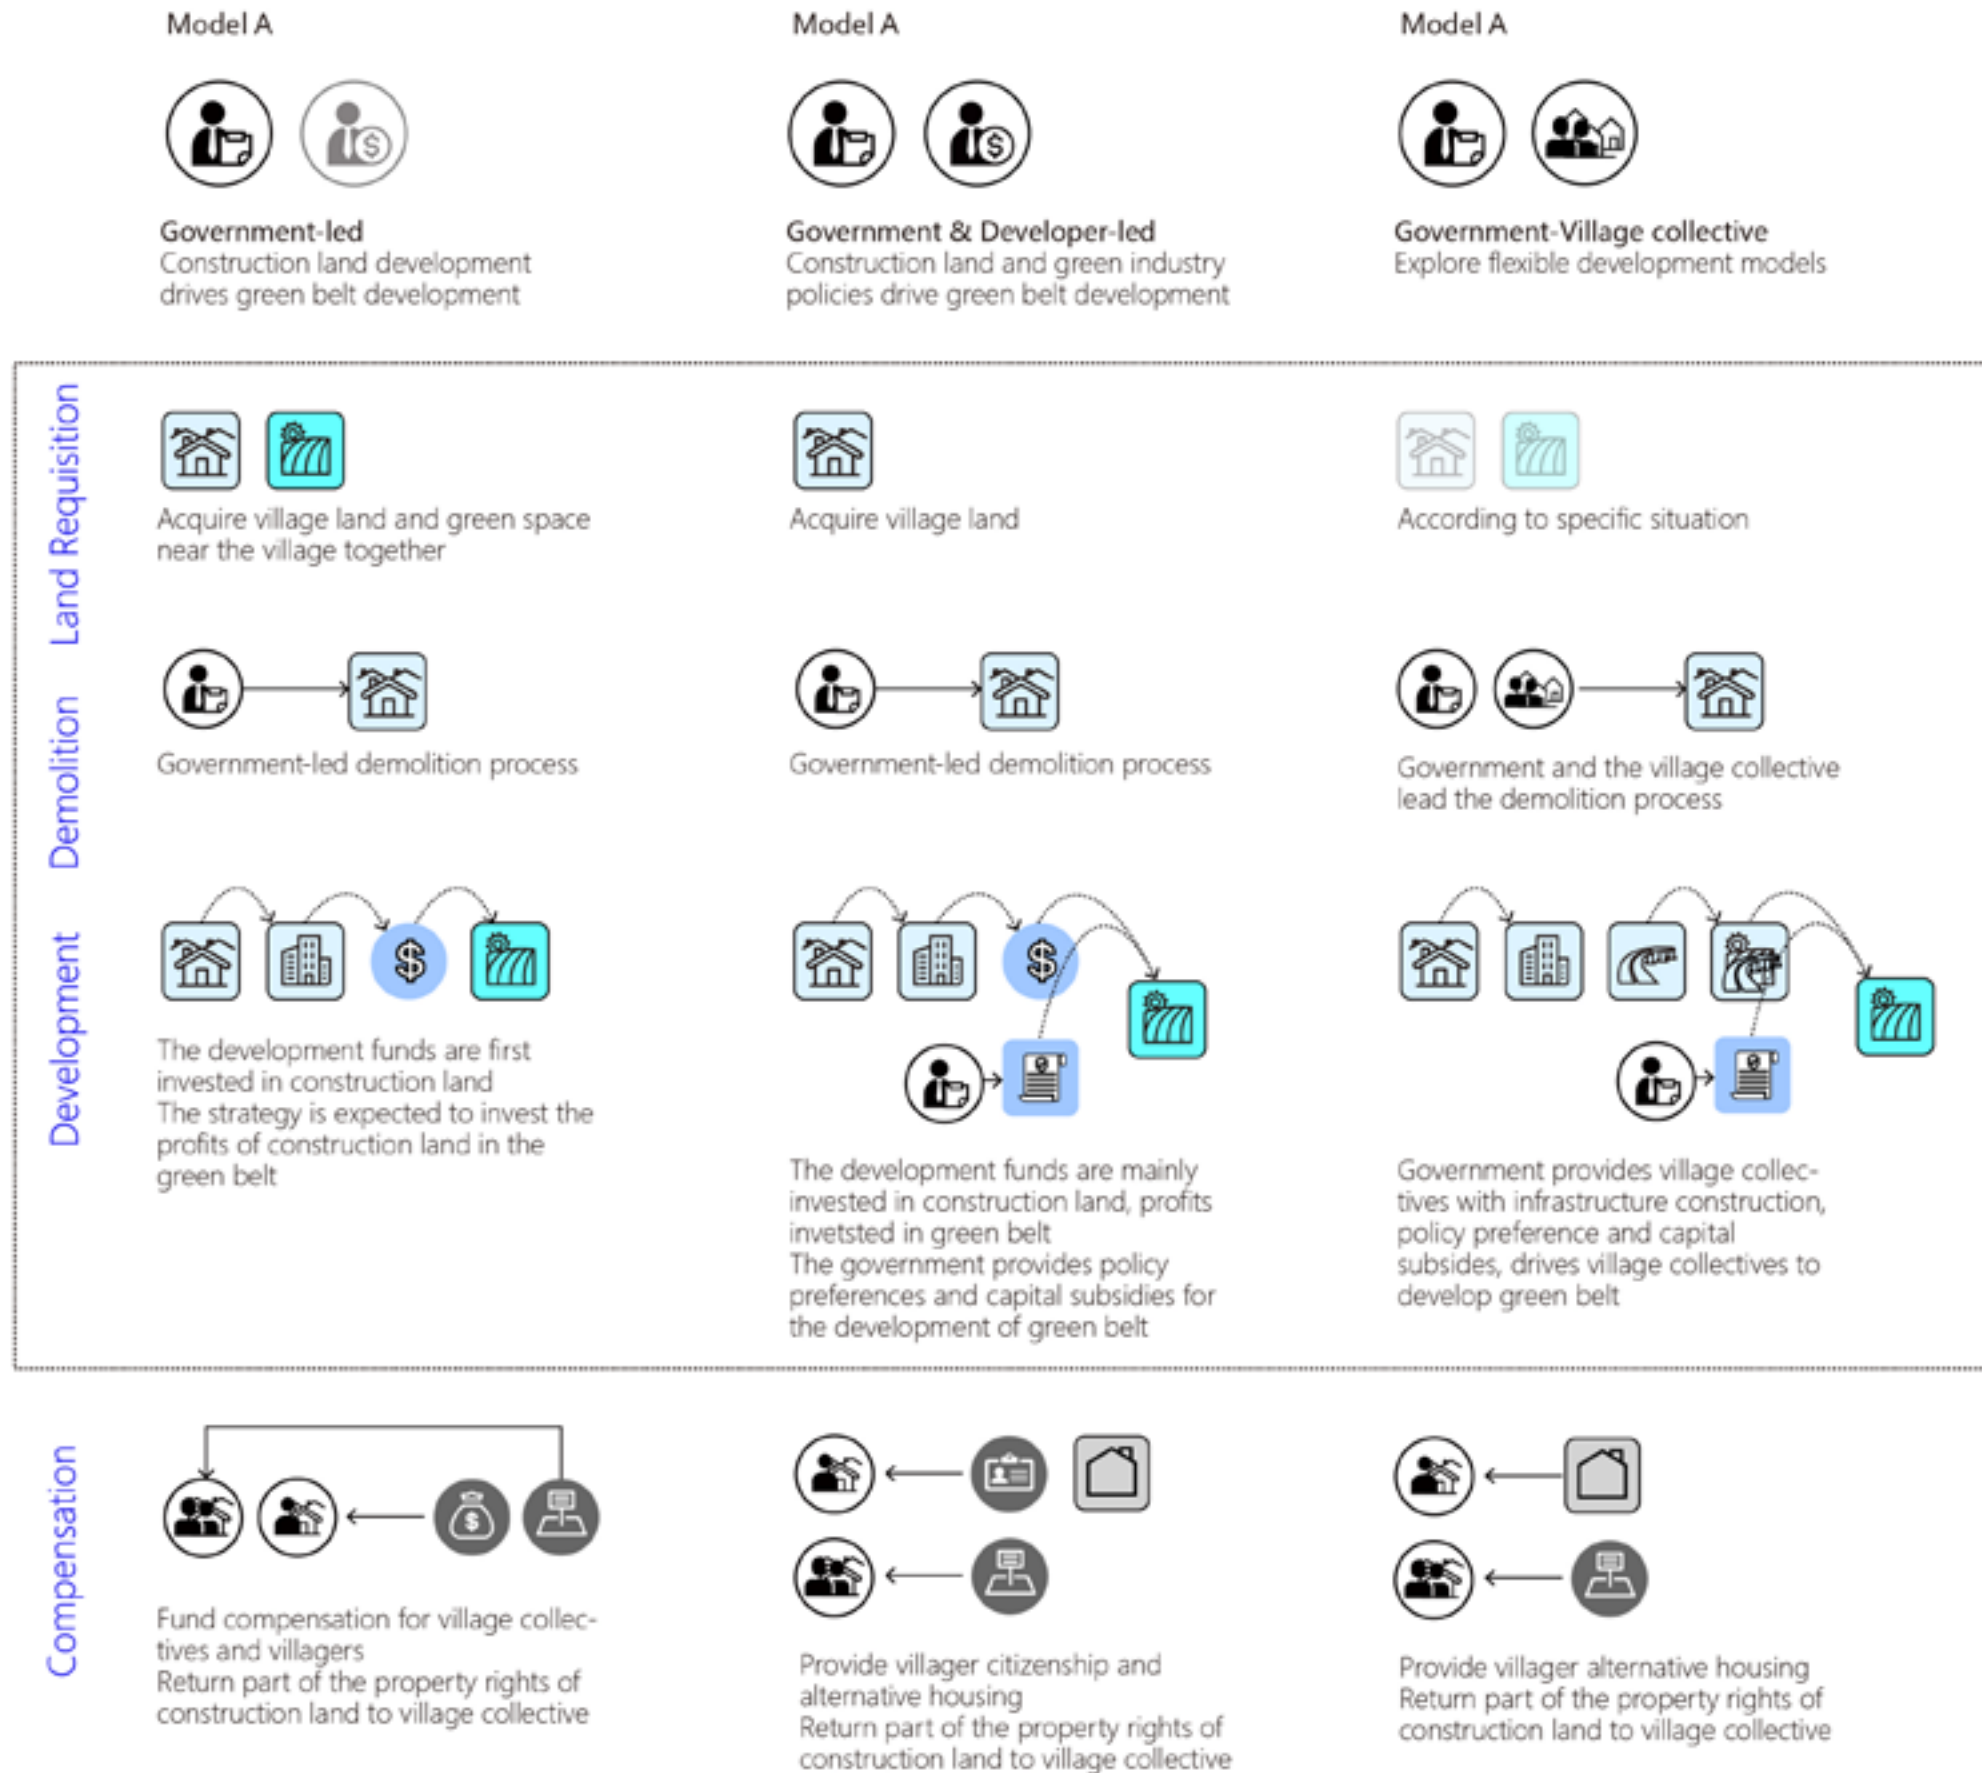 Model A
Model A
Model A
Government-led
Construction land development
drives green belt development
Government & Developer-led
Construction land and green industry
policies drive green belt development
Government-Village collective
Explore flexible development models
Land Requisition
Acquire village land and green space
near the village together
Acquire village land
According to specific situation
Demolition
Government-led demolition process
Government-led demolition process
Government and the village collective
lead the demolition process
Development
The development funds are first
invested in construction land
The strategy is expected to invest the
profits of construction land in the
green belt
The development funds are mainly
invested in construction land, profits
invetsted in green belt
The government provides policy
preferences and capital subsidies for
the development of green belt
Government provides village collec-
tives with infrastructure construction,
policy preference and capital
subsides, drives village collectives to
develop green belt
Compensation
Fund compensation for village collec-
tives and villagers
Return part of the property rights of
construction land to village collective
Provide villager citizenship and
alternative housing
Return part of the property rights of
construction land to village collective
Provide villager alternative housing
Return part of the property rights of
construction land to village collective